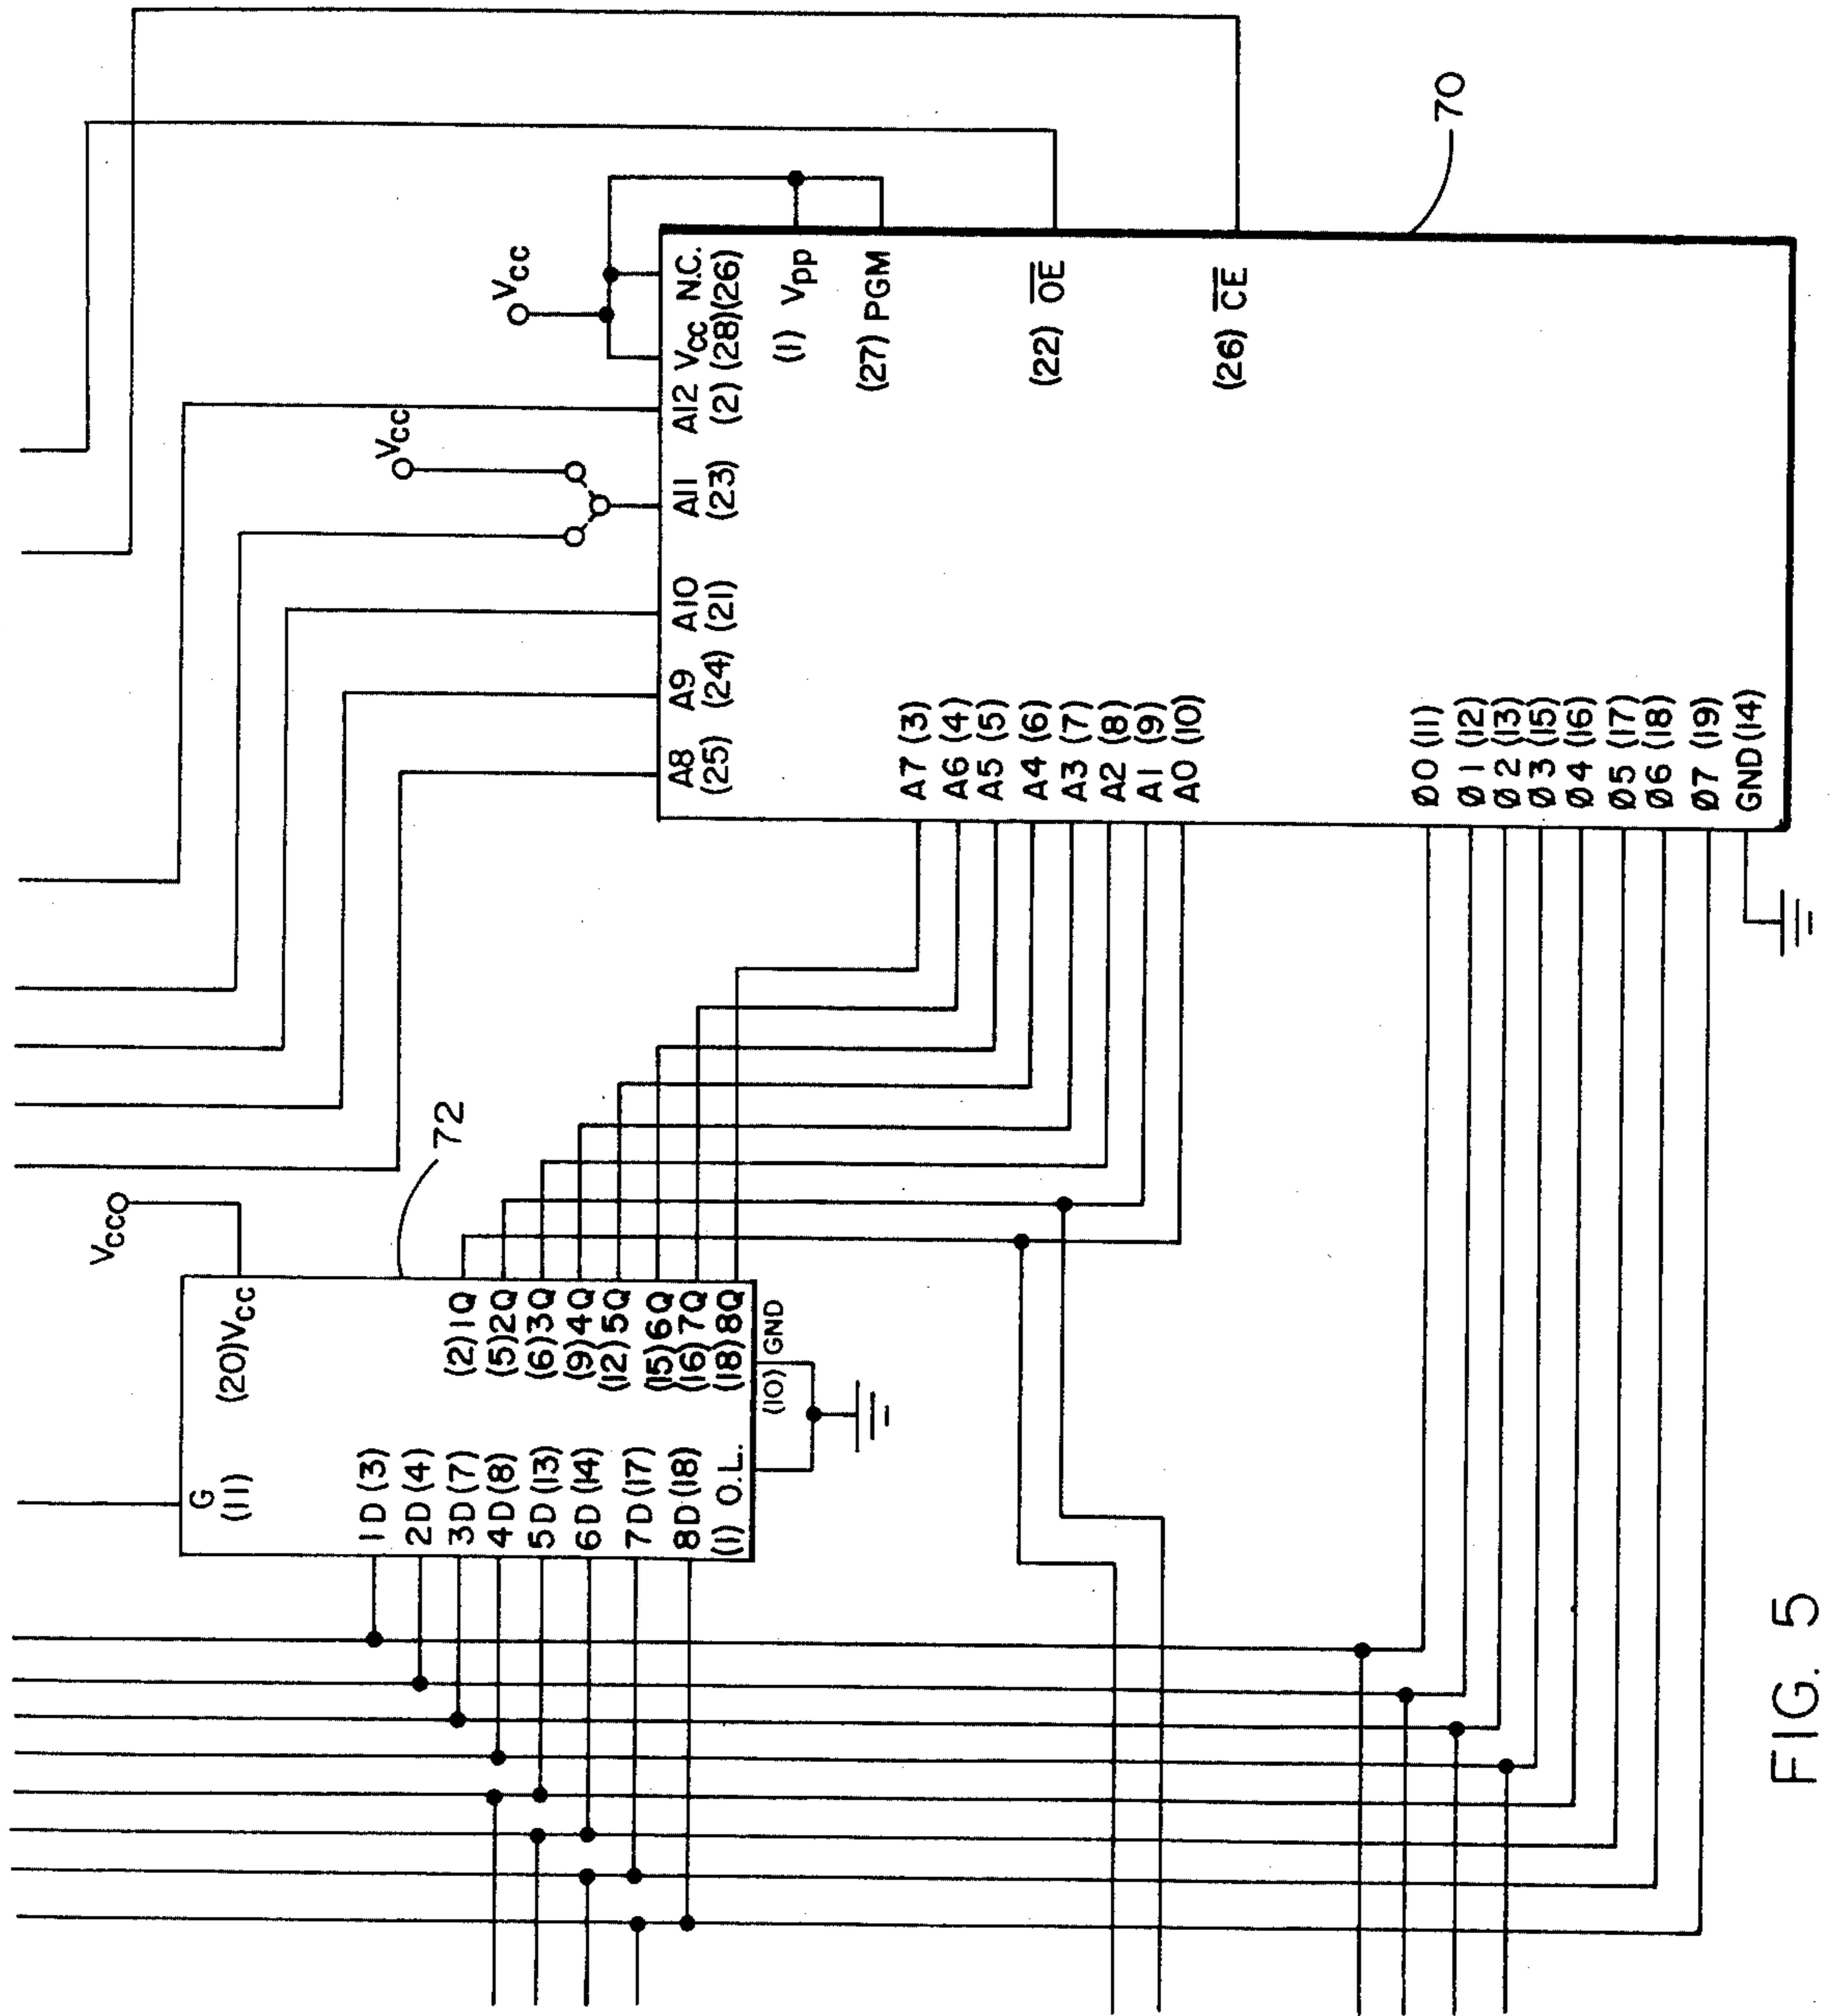 Vcc
Vcc
A8 A9 A10 A11 A12 Vcc N.C.
(25) (24) (21) (23) (2) (28)(26)
(1) Vpp
(27) PGM
(22) OE
(26) CE
70
A7 (3)
A6 (4)
A5 (5)
A4 (6)
A3 (7)
A2 (8)
A1 (9)
A0 (10)
Ø0 (11)
Ø1 (12)
Ø2 (13)
Ø3 (15)
Ø4 (16)
Ø5 (17)
Ø6 (18)
Ø7 (19)
GND (14)
72
Vcc
G
(11)
(20)Vcc
1D (3)
2D (4)
3D (7)
4D (8)
5D (13)
6D (14)
7D (17)
8D (18)
(1) O.L.
(2) 1Q
(5) 2Q
(6) 3Q
(9) 4Q
(12) 5Q
(15) 6Q
(16) 7Q
(18) 8Q
(10) GND
FIG. 5